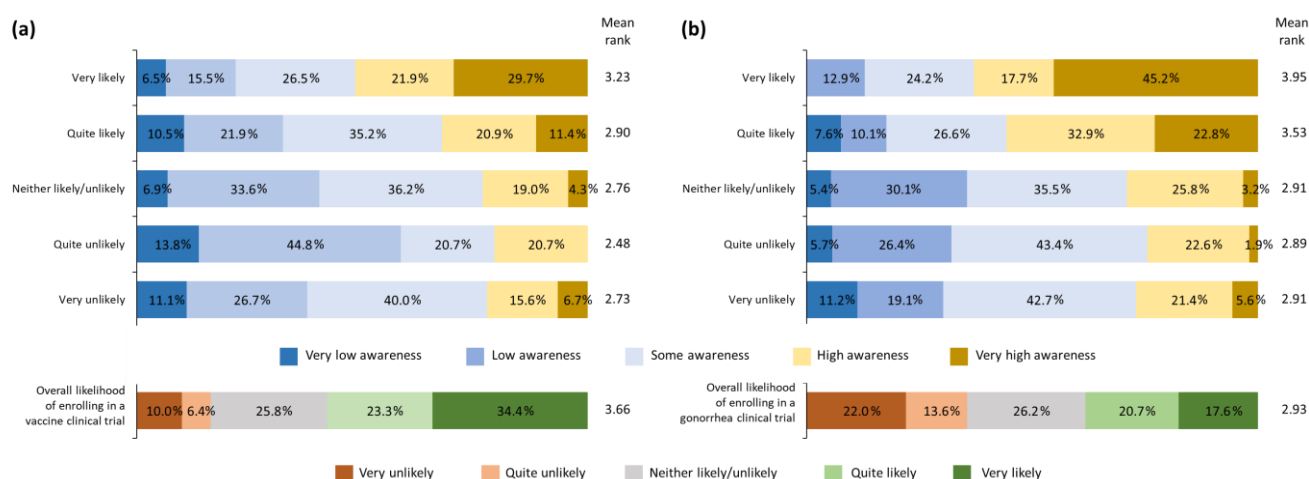 (a)
Mean
rank
Very likely
6.5% 15.5% 26.5% 21.9% 29.7% 3.23
Quite likely
10.5% 21.9% 35.2% 20.9% 11.4% 2.90
Neither likely/unlikely
6.9% 33.6% 36.2% 19.0% 4.3% 2.76
Quite unlikely
13.8% 44.8% 20.7% 20.7% 2.48
Very unlikely
11.1% 26.7% 40.0% 15.6% 6.7% 2.73
(b)
Mean
rank
Very likely
12.9% 24.2% 17.7% 45.2% 3.95
Quite likely
7.6% 10.1% 26.6% 32.9% 22.8% 3.53
Neither likely/unlikely
5.4% 30.1% 35.5% 25.8% 3.2% 2.91
Quite unlikely
5.7% 26.4% 43.4% 22.6% 1.9% 2.89
Very unlikely
11.2% 19.1% 42.7% 21.4% 5.6% 2.91
Very low awareness Low awareness Some awareness High awareness Very high awareness
Overall likelihood
of enrolling in a
vaccine clinical trial
10.0% 6.4% 25.8% 23.3% 34.4% 3.66
Overall likelihood
of enrolling in a
gonorrhea clinical trial
22.0% 13.6% 26.2% 20.7% 17.6% 2.93
Very unlikely Quite unlikely Neither likely/unlikely Quite likely Very likely